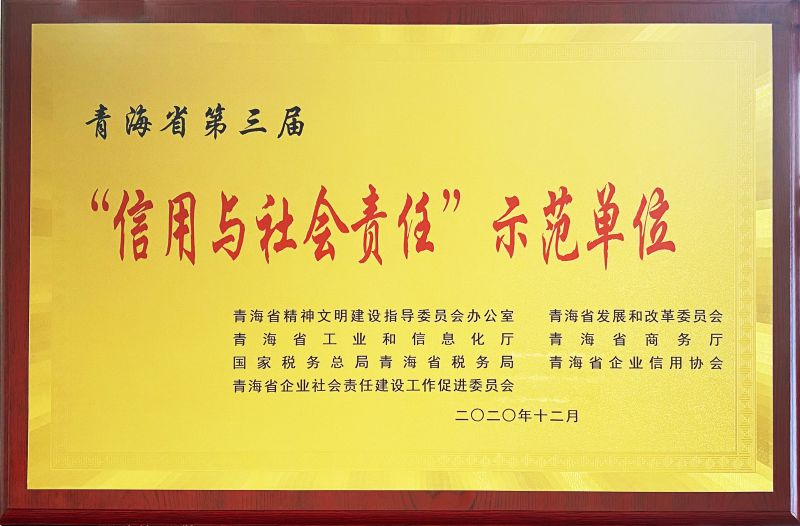 青海省第三届
“信用与社会责任”示范单位
青海省精神文明建设指导委员会办公室 青海省发展和改革委员会
青海省工业和信息化厅 青海省商务厅
国家税务总局青海省税务局 青海省企业信用协会
青海省企业社会责任建设工作促进委员会
二〇二〇年十二月